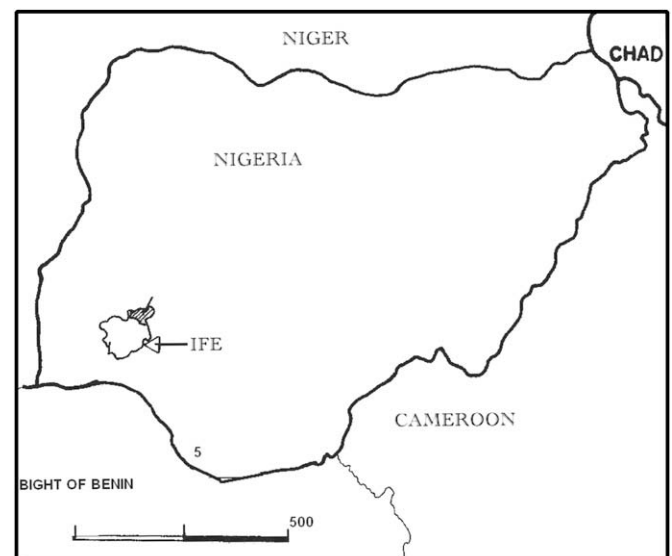 NIGER
CHAD
NIGERIA
IFE
CAMEROON
5
BIGHT OF BENIN
500